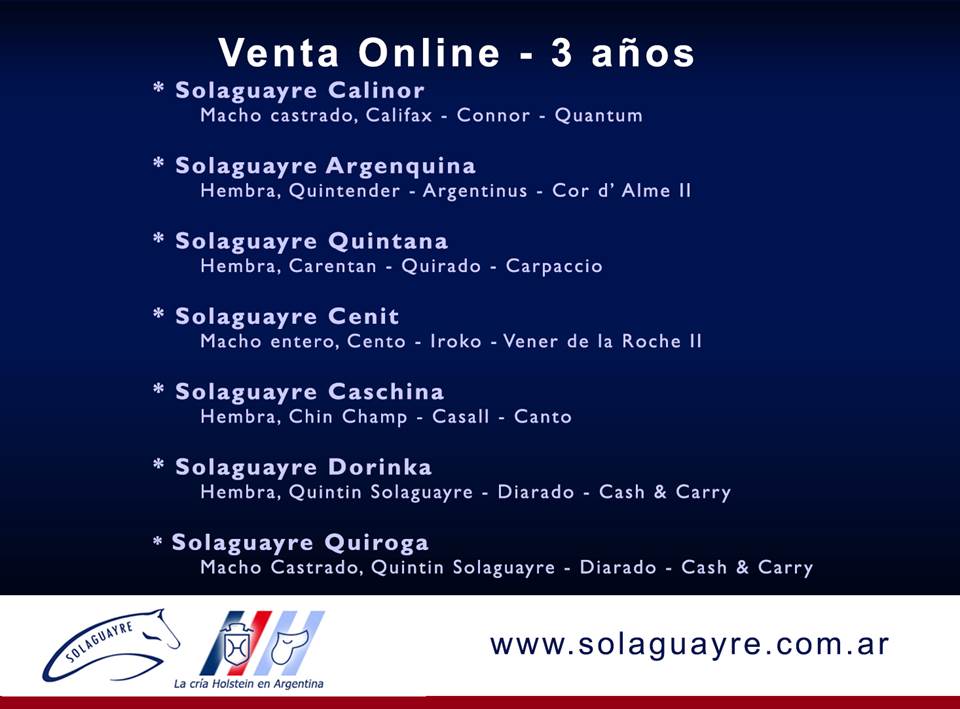 Venta Online - 3 años
* Solaguayre Calinor
Macho castrado, Califax - Connor - Quantum
* Solaguayre Argenquina
Hembra, Quintender - Argentinus - Cor d' Alme II
* Solaguayre Quintana
Hembra, Carentan - Quirado - Carpaccio
* Solaguayre Cenit
Macho entero, Cento - Iroko - Vener de la Roche II
* Solaguayre Caschina
Hembra, Chin Champ - Casall - Canto
* Solaguayre Dorinka
Hembra, Quintin Solaguayre - Diarado - Cash & Carry
* Solaguayre Quiroga
Macho Castrado, Quintin Solaguayre - Diarado - Cash & Carry
SOLAGUAYRE
La cría Holstein en Argentina
www.solaguayre.com.ar